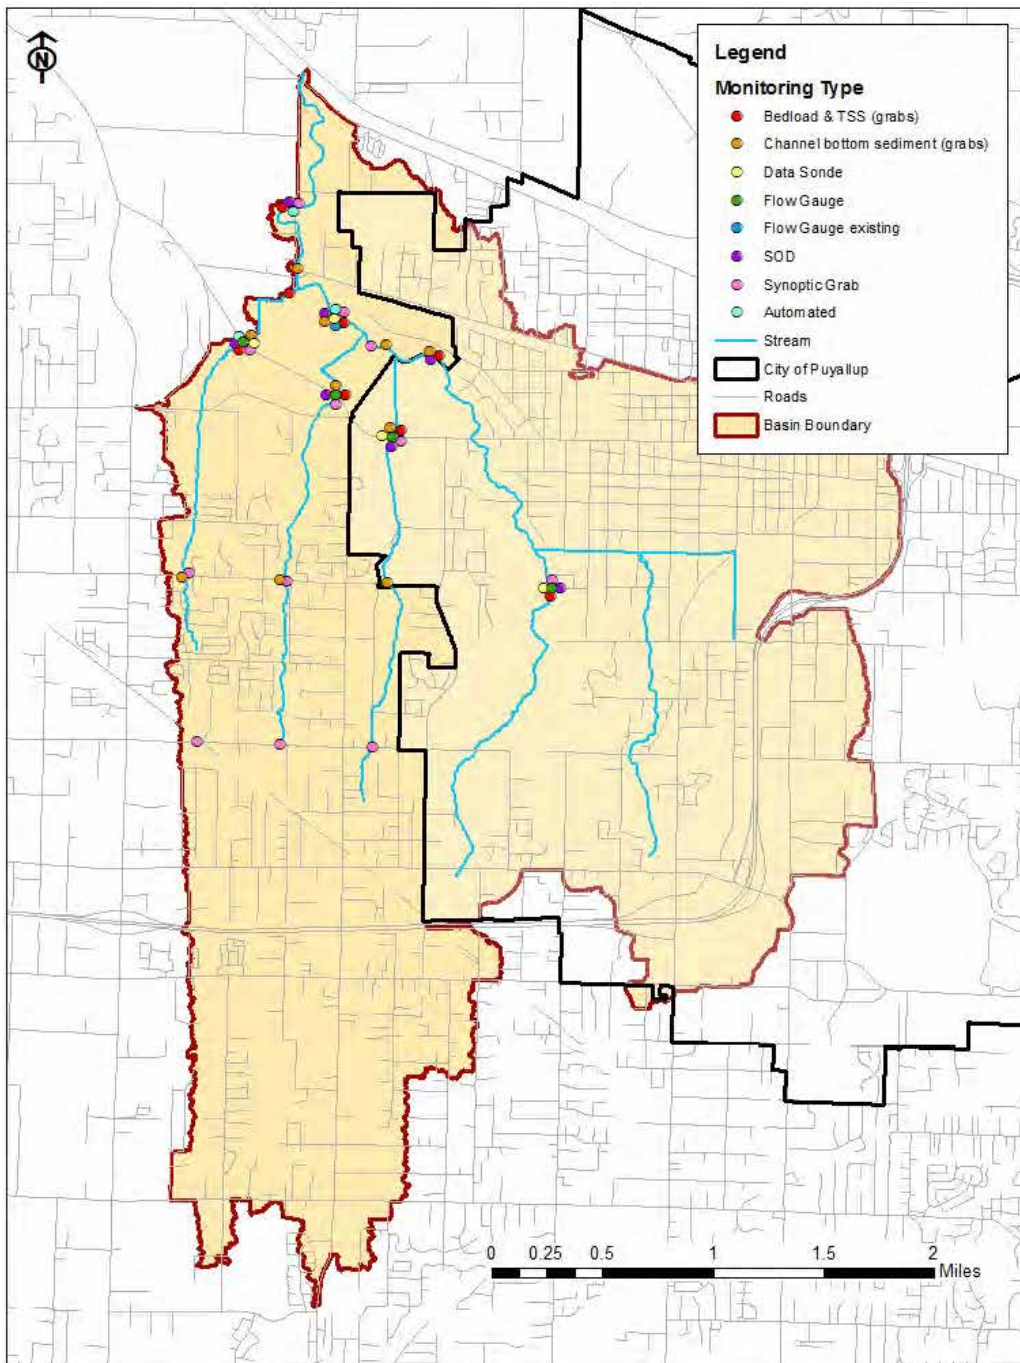 N
Legend
Monitoring Type
Bedload & TSS (grabs)
Channel bottom sediment (grabs)
Data Sonde
Flow Gauge
Flow Gauge existing
SOD
Synoptic Grab
Automated
Stream
City of Puyallup
Roads
Basin Boundary
0 0.25 0.5 1 1.5 2
Miles